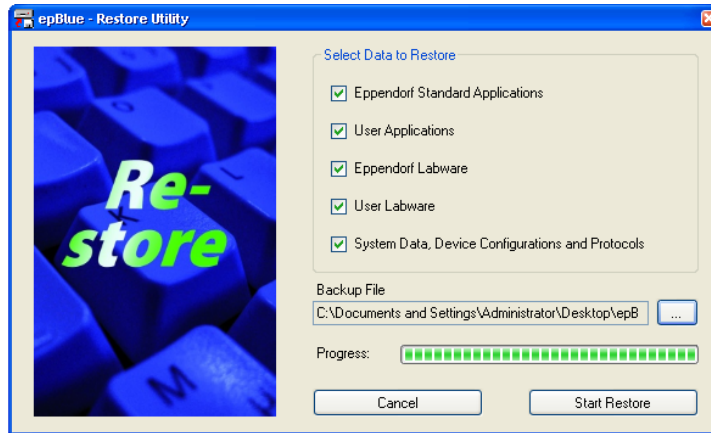 epBlue - Restore Utility
Re-
store
K
L
M
Select Data to Restore
Eppendorf Standard Applications
User Applications
Eppendorf Labware
User Labware
System Data, Device Configurations and Protocols
Backup File
C:\Documents and Settings\Administrator\Desktop\epB
...
Progress:
Cancel
Start Restore